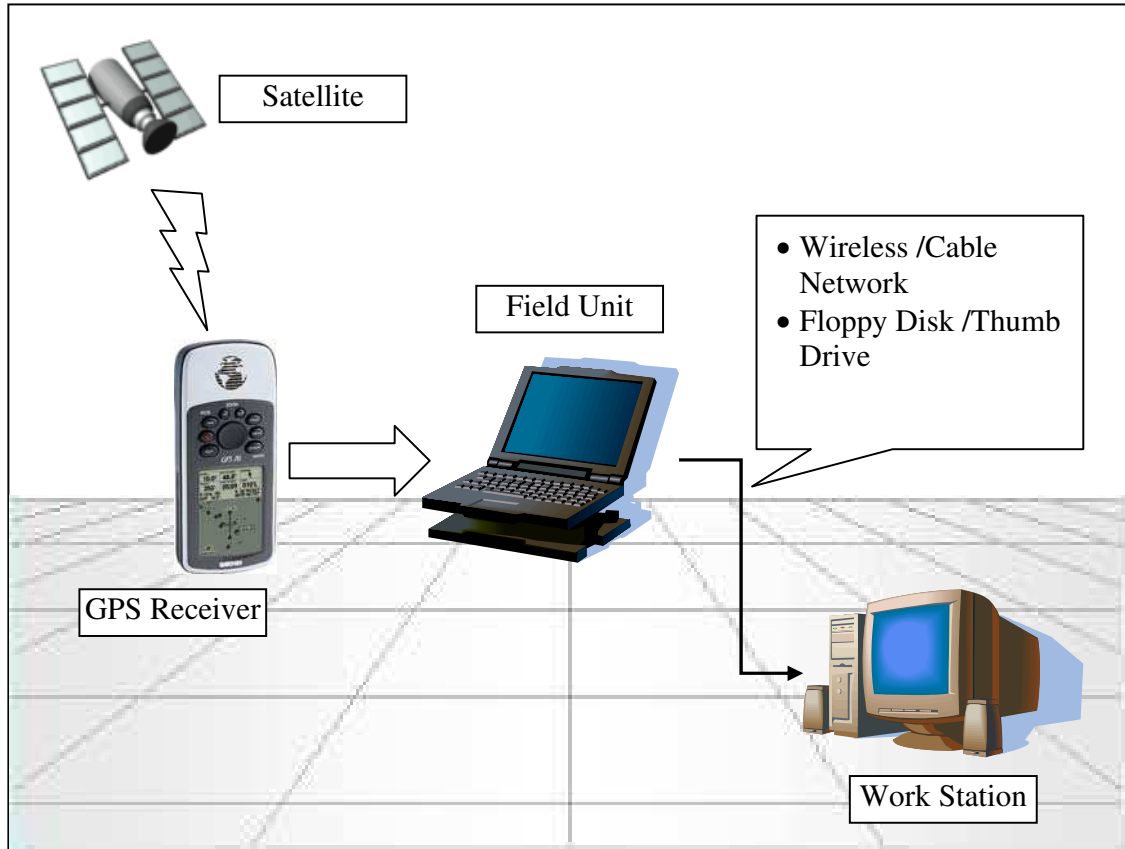 Satellite
• Wireless /Cable
Network
• Floppy Disk /Thumb
Drive
Field Unit
GPS Receiver
Work Station